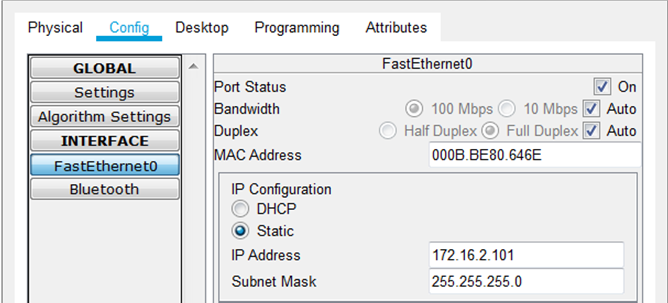 Physical Config Desktop Programming Attributes
GLOBAL
Settings
Algorithm Settings
INTERFACE
FastEthernet0
Bluetooth
FastEthernet0
Port Status On
Bandwidth 100 Mbps 10 Mbps Auto
Duplex Half Duplex Full Duplex Auto
MAC Address 000B.BE80.646E
IP Configuration
DHCP
Static
IP Address 172.16.2.101
Subnet Mask 255.255.255.0